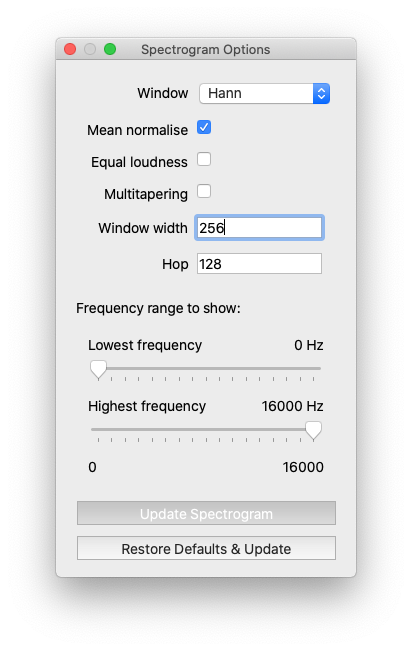 Spectrogram Options
Window Hann
Mean normalise
Equal loudness
Multitapering
Window width 256
Hop 128
Frequency range to show:
Lowest frequency 0 Hz
Highest frequency 16000 Hz
0 16000
Update Spectrogram
Restore Defaults & Update